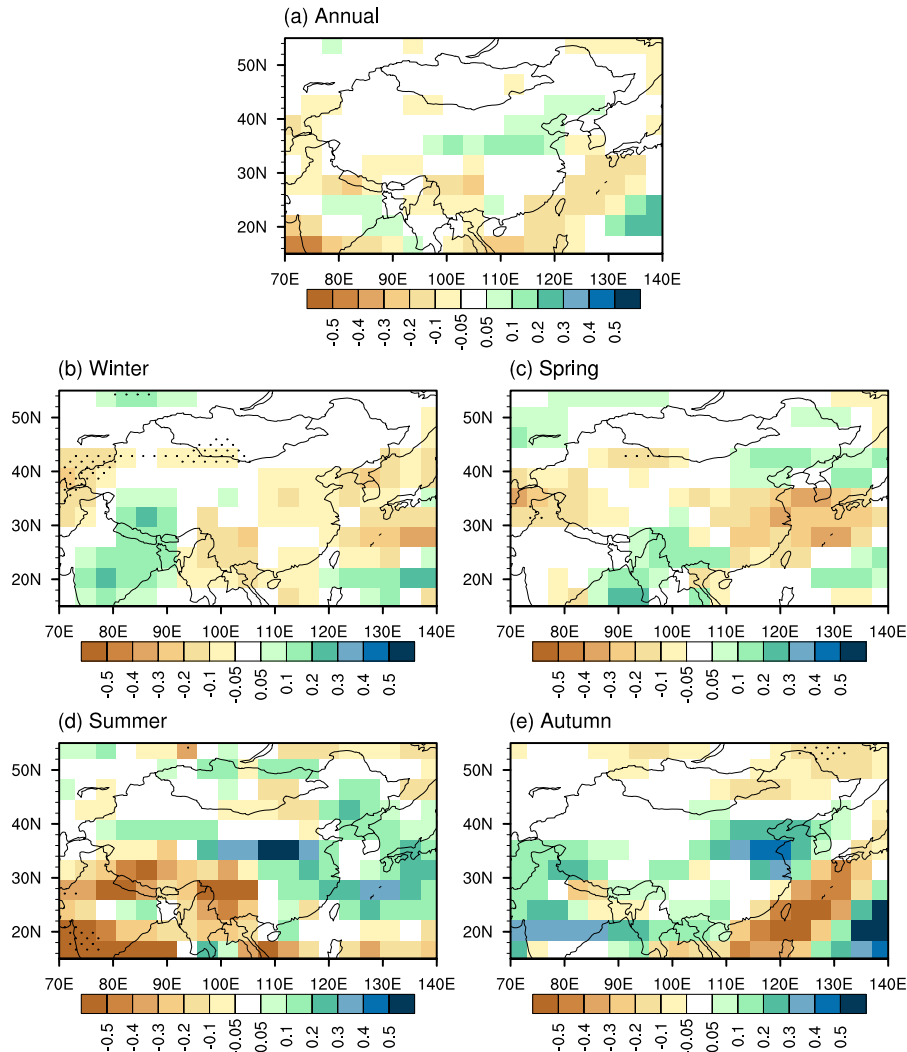 (a) Annual
50N
40N
30N
20N
70E 80E 90E 100E 110E 120E 130E 140E
-0.5 -0.4 -0.3 -0.2 -0.1 -0.05 0.05 0.1 0.2 0.3 0.4 0.5
(b) Winter
50N
40N
30N
20N
70E 80E 90E 100E 110E 120E 130E 140E
-0.5 -0.4 -0.3 -0.2 -0.1 -0.05 0.05 0.1 0.2 0.3 0.4 0.5
(c) Spring
50N
40N
30N
20N
70E 80E 90E 100E 110E 120E 130E 140E
-0.5 -0.4 -0.3 -0.2 -0.1 -0.05 0.05 0.1 0.2 0.3 0.4 0.5
(d) Summer
50N
40N
30N
20N
70E 80E 90E 100E 110E 120E 130E 140E
-0.5 -0.4 -0.3 -0.2 -0.1 -0.05 0.05 0.1 0.2 0.3 0.4 0.5
(e) Autumn
50N
40N
30N
20N
70E 80E 90E 100E 110E 120E 130E 140E
-0.5 -0.4 -0.3 -0.2 -0.1 -0.05 0.05 0.1 0.2 0.3 0.4 0.5